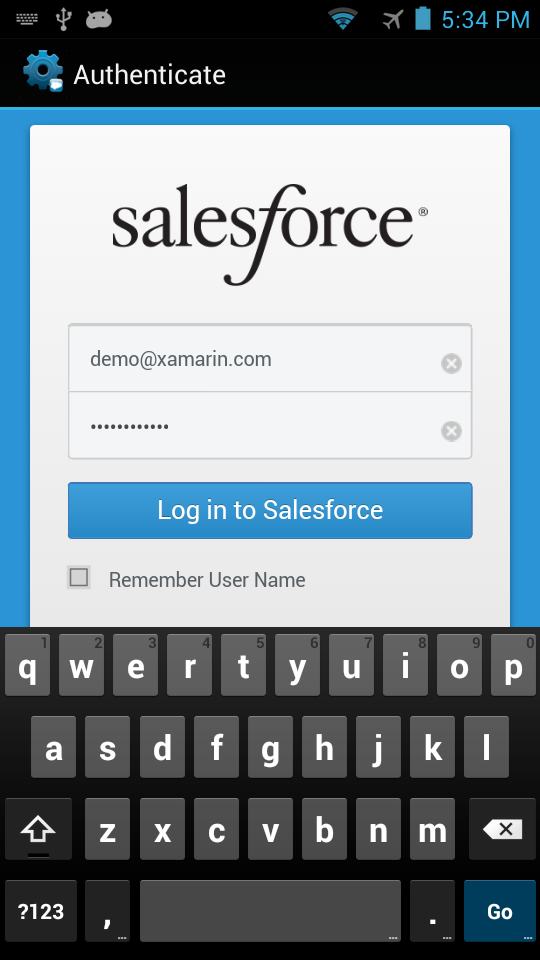 5:34 PM
Authenticate
salesforce®
demo@xamarin.com
••••••••••••
Log in to Salesforce
Remember User Name
1 2 3 4 5 6 7 8 9 0
q w e r t y u i o p
a s d f g h j k l
z x c v b n m
?123 , ... ... . ... Go ...